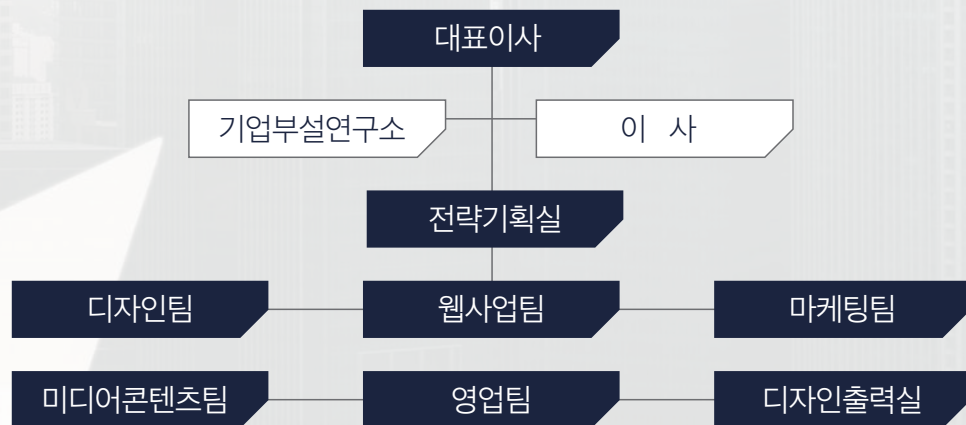 대표이사
기업부설연구소 이 사
전략기획실
디자인팀 웹사업팀 마케팅팀
미디어콘텐츠팀 영업팀 디자인출력실